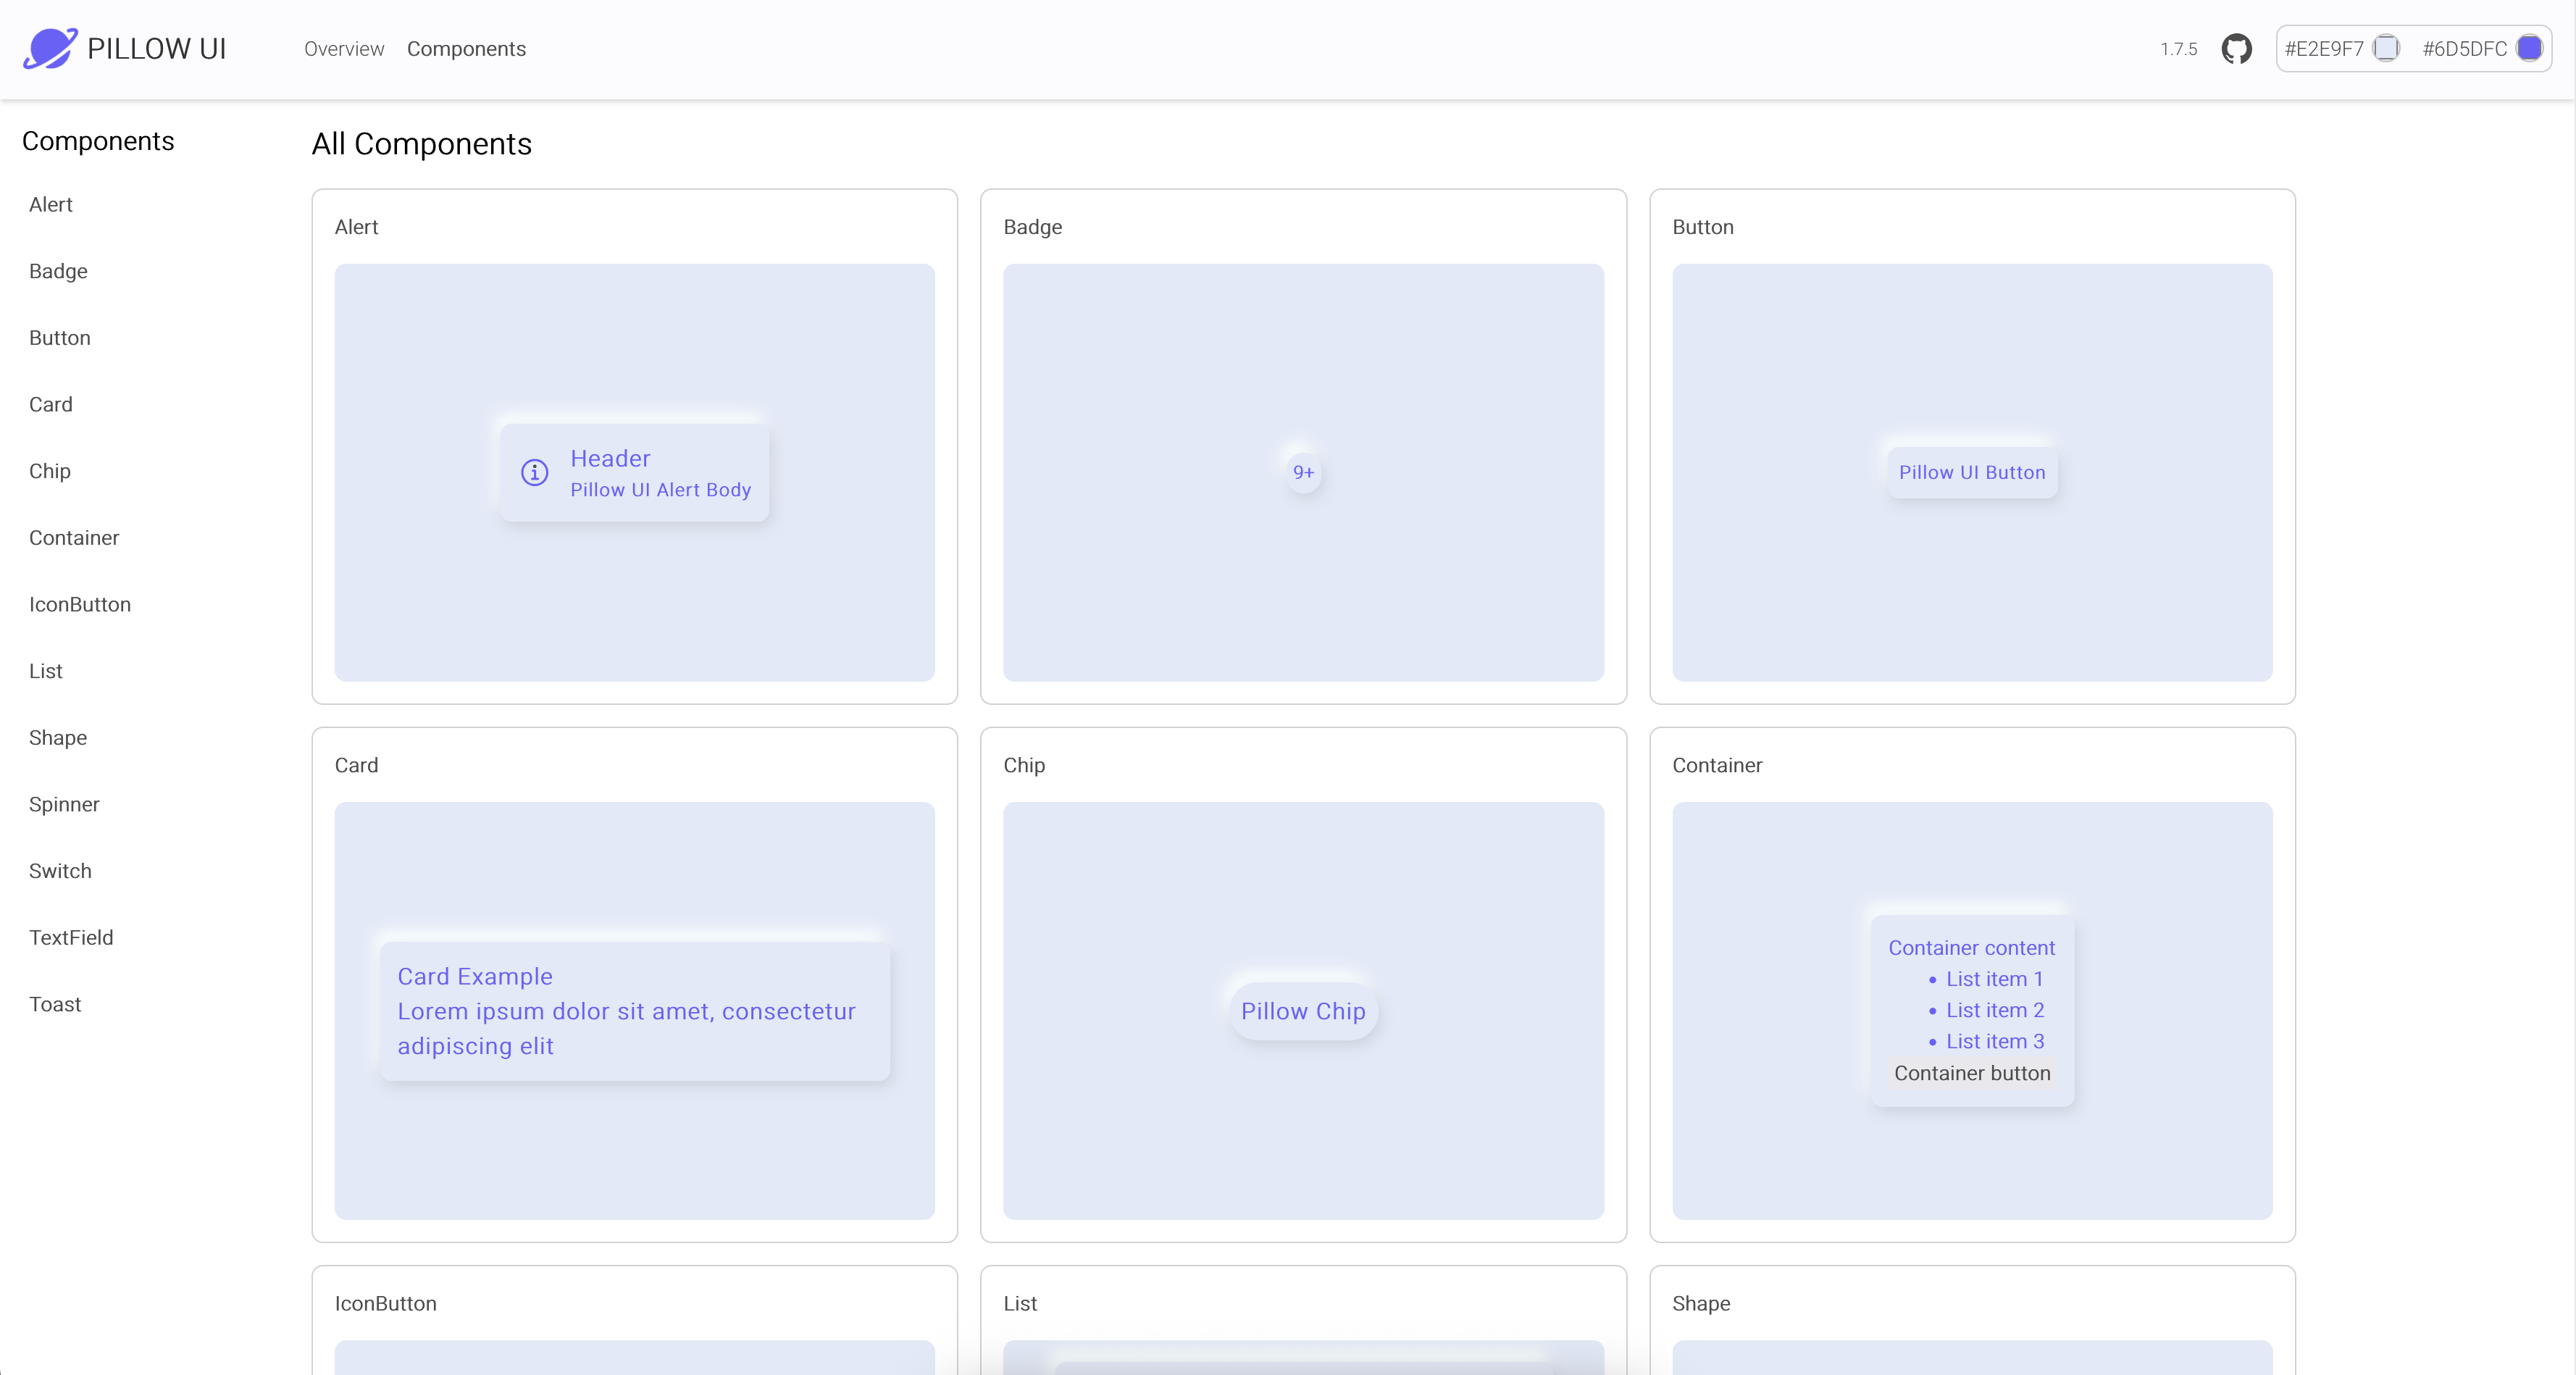 PILLOW UI
Overview
Components
1.7.5
#E2E9F7
#6D5DFC
Components
Alert
Badge
Button
Card
Chip
Container
IconButton
List
Shape
Spinner
Switch
TextField
Toast
All Components
Alert
Header
Pillow UI Alert Body
Badge
9+
Button
Pillow UI Button
Card
Card Example
Lorem ipsum dolor sit amet, consectetur
adipiscing elit
Chip
Pillow Chip
Container
Container content
• List item 1
• List item 2
• List item 3
Container button
IconButton
List
Shape